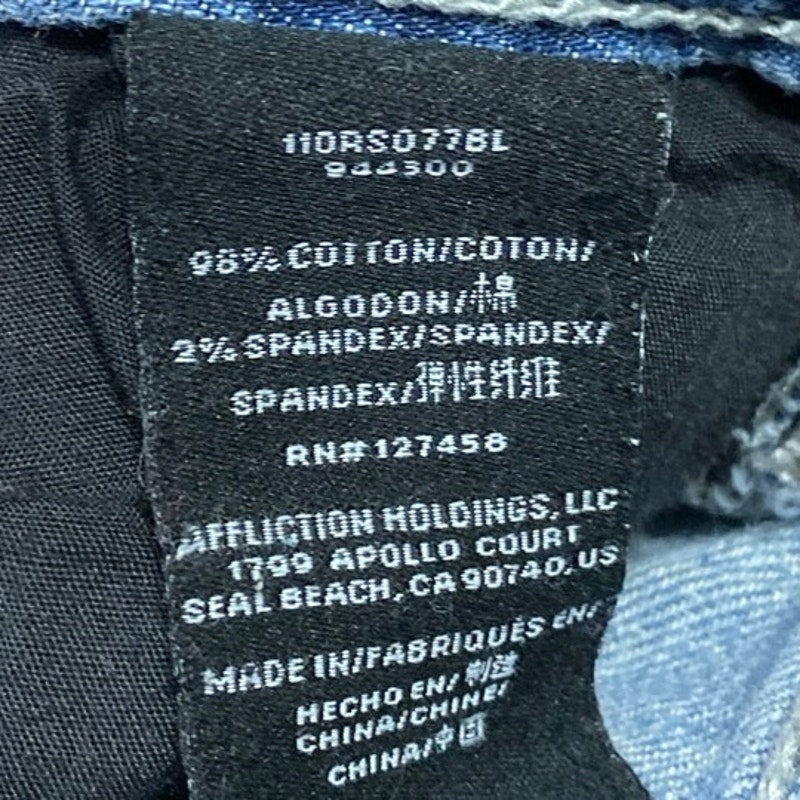 110RS077BL
944300
98% COTTON/COTON/
ALGODON/棉
2% SPANDEX/SPANDEX/
SPANDEX/弹性纤维
RN#127458
AFFLICTION HOLDINGS, LLC
1799 APOLLO COURT
SEAL BEACH, CA 90740, US
MADE IN/FABRIQUÉS EN/
HECHO EN/ 制造
CHINA/CHINE/
CHINA/中国